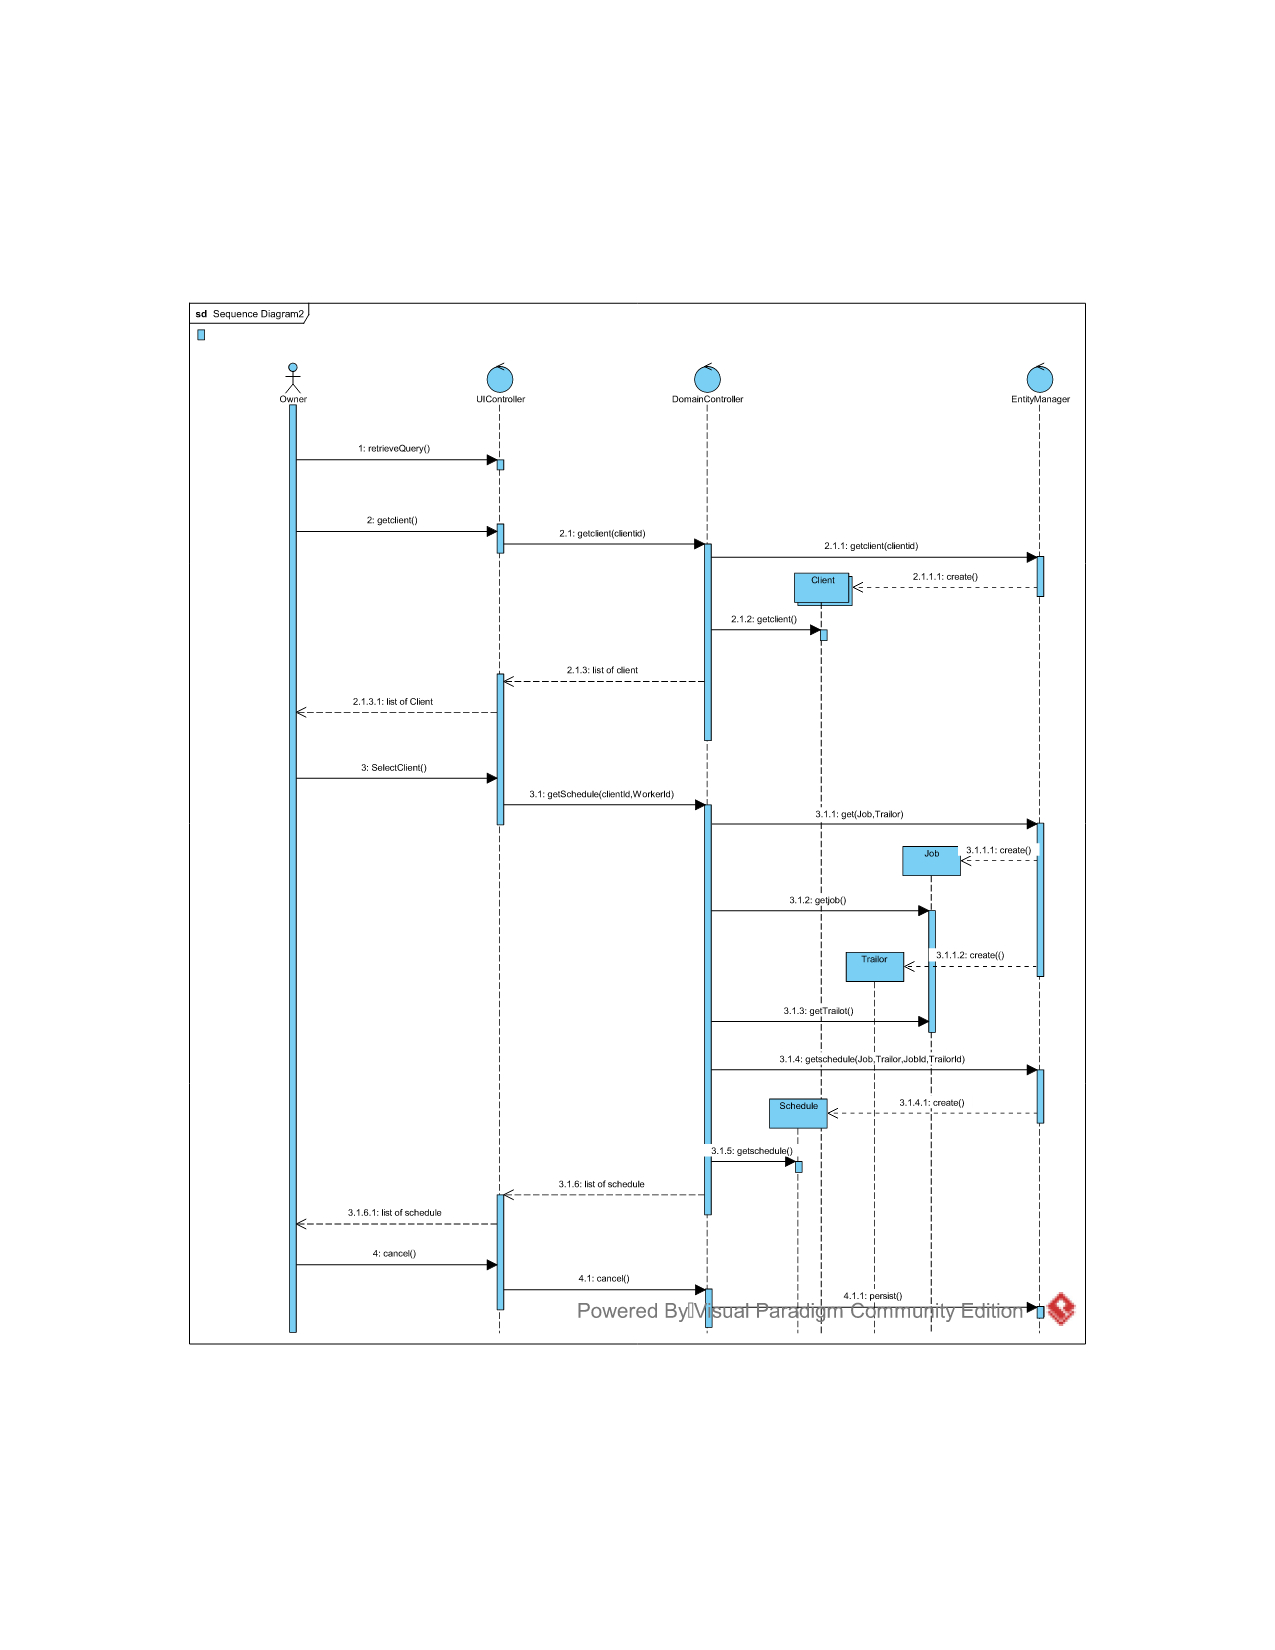 sd Sequence Diagram2
Owner
UIController
DomainController
EntityManager
1: retrieveQuery()
2: getclient()
2.1: getclient(clientid)
2.1.1: getclient(clientid)
2.1.1.1: create()
Client
2.1.2: getclient()
2.1.3: list of client
2.1.3.1: list of Client
3: SelectClient()
3.1: getSchedule(clientId,WorkerId)
3.1.1: get(Job,Trailor)
3.1.1.1: create()
Job
3.1.2: getjob()
3.1.1.2: create(()
Trailor
3.1.3: getTrailot()
3.1.4: getschedule(Job,Trailor,JobId,TrailorId)
3.1.4.1: create()
Schedule
3.1.5: getschedule()
3.1.6: list of schedule
3.1.6.1: list of schedule
4: cancel()
4.1: cancel()
4.1.1: persist()
Powered By Visual Paradigm Community Edition